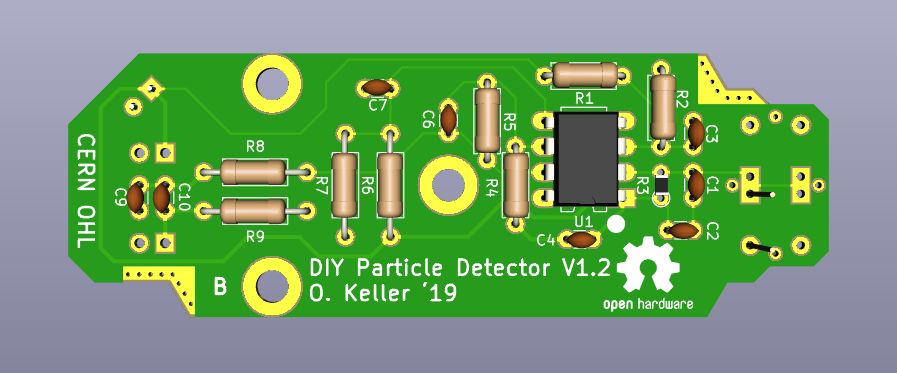 R1
R2
C7
C6
R5
C3
CERN OHL
R8
R7
R6
R4
R3
C1
C9
C10
R9
U1
C2
C4
DIY Particle Detector V1.2
B
O. Keller '19
open hardware